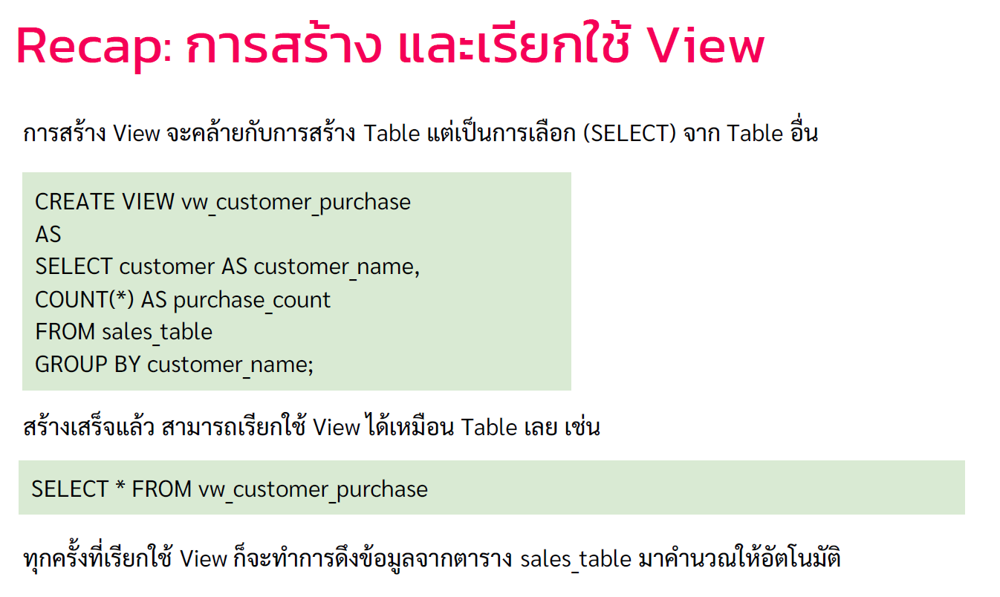 Recap: การสร้าง และเรียกใช้ View
การสร้าง View จะคล้ายกับการสร้าง Table แต่เป็นการเลือก (SELECT) จาก Table อื่น
CREATE VIEW vw_customer_purchase
AS
SELECT customer AS customer_name,
COUNT(*) AS purchase_count
FROM sales_table
GROUP BY customer_name;
สร้างเสร็จแล้ว สามารถเรียกใช้ View ได้เหมือน Table เลย เช่น
SELECT * FROM vw_customer_purchase
ทุกครั้งที่เรียกใช้ View ก็จะทำการดึงข้อมูลจากตาราง sales_table มาคำนวณให้อัตโนมัติ